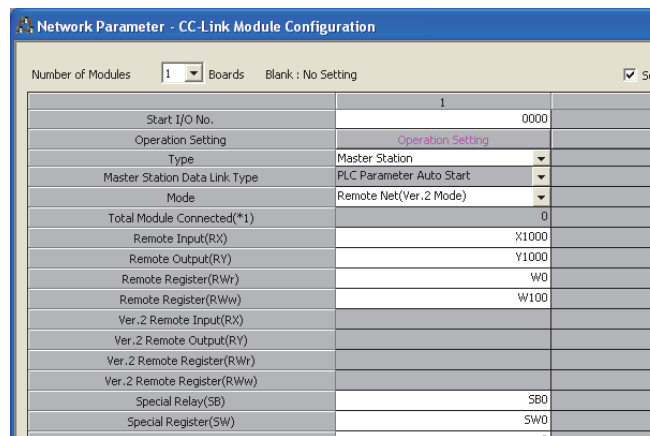 Network Parameter - CC-Link Module Configuration
Number of Modules 1 Boards Blank : No Setting
1
Start I/O No. 0000
Operation Setting Operation Setting
Type Master Station
Master Station Data Link Type PLC Parameter Auto Start
Mode Remote Net(Ver.2 Mode)
Total Module Connected(*1) 0
Remote Input(RX) X1000
Remote Output(RY) Y1000
Remote Register(RWr) W0
Remote Register(RWw) W100
Ver.2 Remote Input(RX)
Ver.2 Remote Output(RY)
Ver.2 Remote Register(RWr)
Ver.2 Remote Register(RWw)
Special Relay(SB) SB0
Special Register(SW) SW0